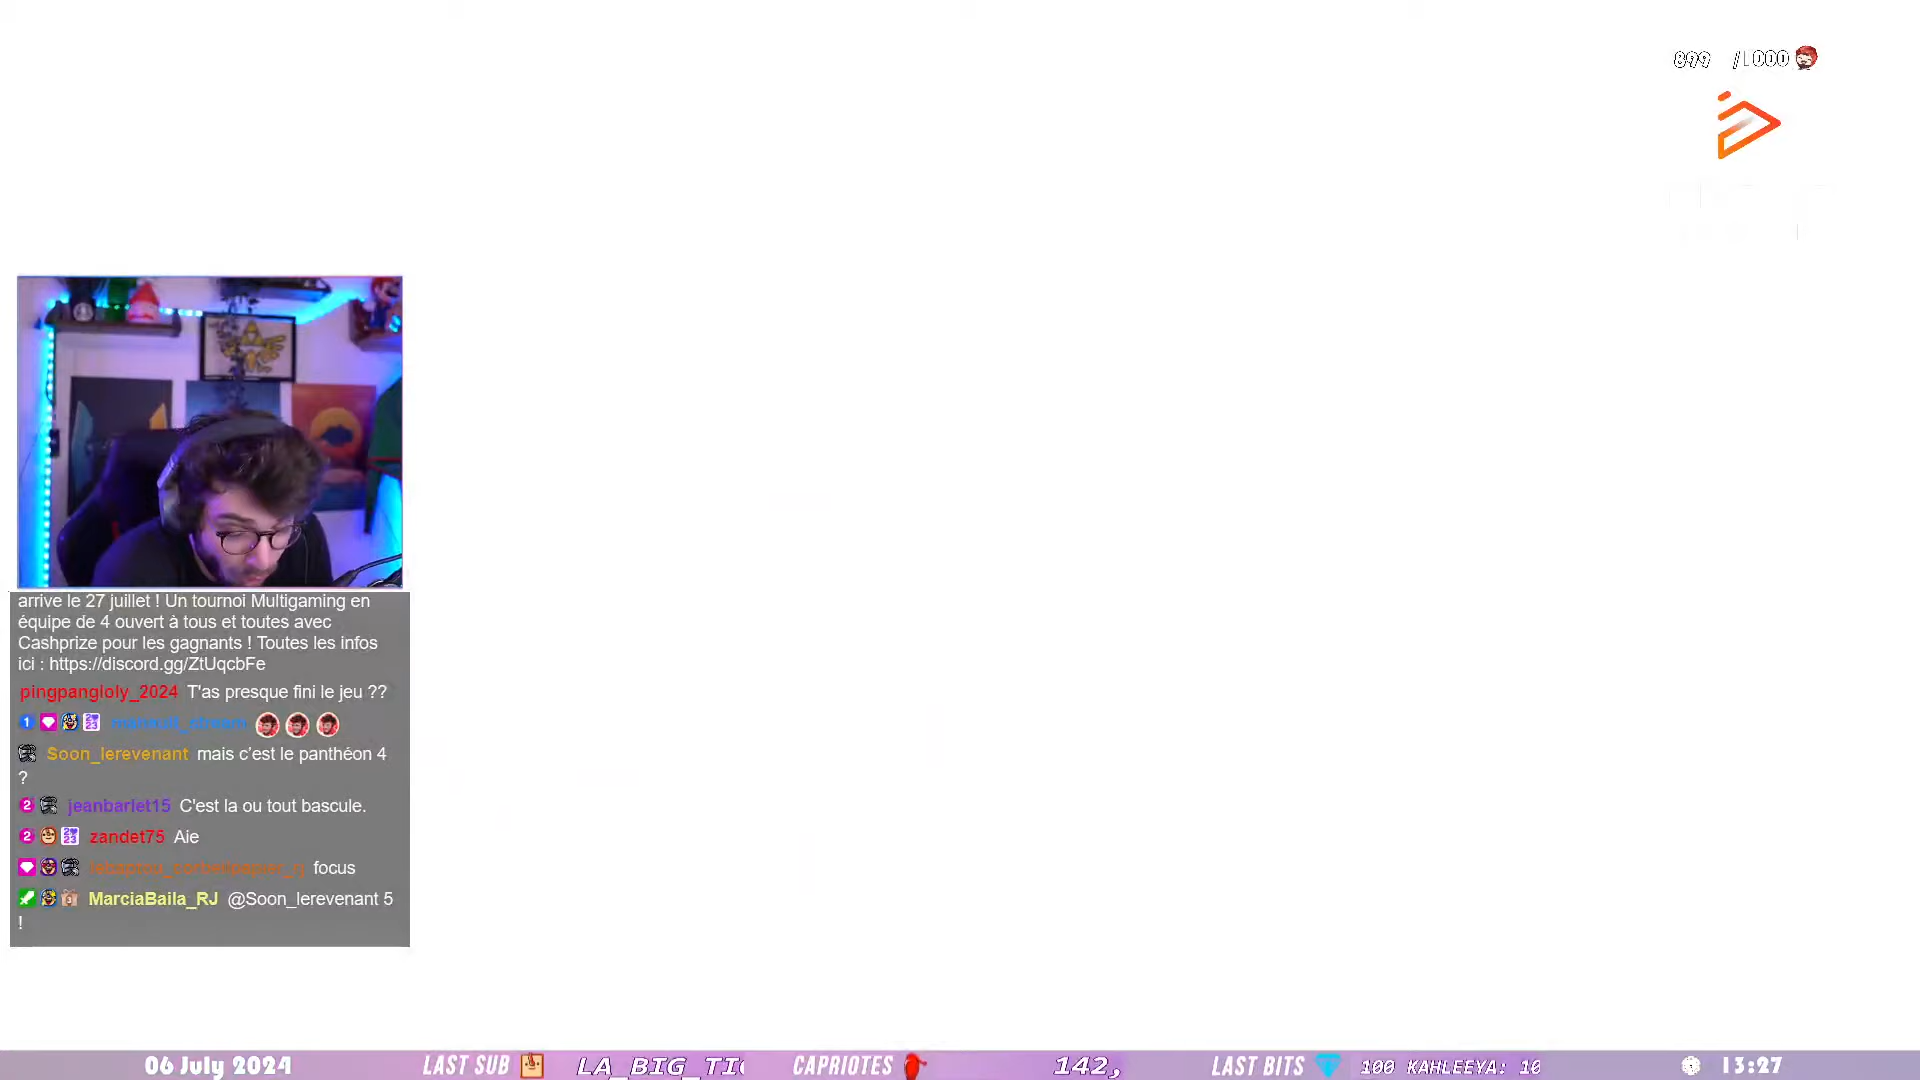 899 /1000
arrive le 27 juillet ! Un tournoi Multigaming en
équipe de 4 ouvert à tous et toutes avec
Cashprize pour les gagnants ! Toutes les infos
ici : https://discord.gg/ZtUqcbFe
pingpangloly_2024 T'as presque fini le jeu ??
Soon_lerevenant mais c'est le panthéon 4
?
2 jeanbarlet15 C'est la ou tout bascule.
2 zandet75 Aie
focus
MarciaBaila_RJ @Soon_lerevenant 5
!
06 July 2024 LAST SUB LA_BIG_TI CAPRIOTES 142, LAST BITS 100 KAHLEEYA: 10 13:27